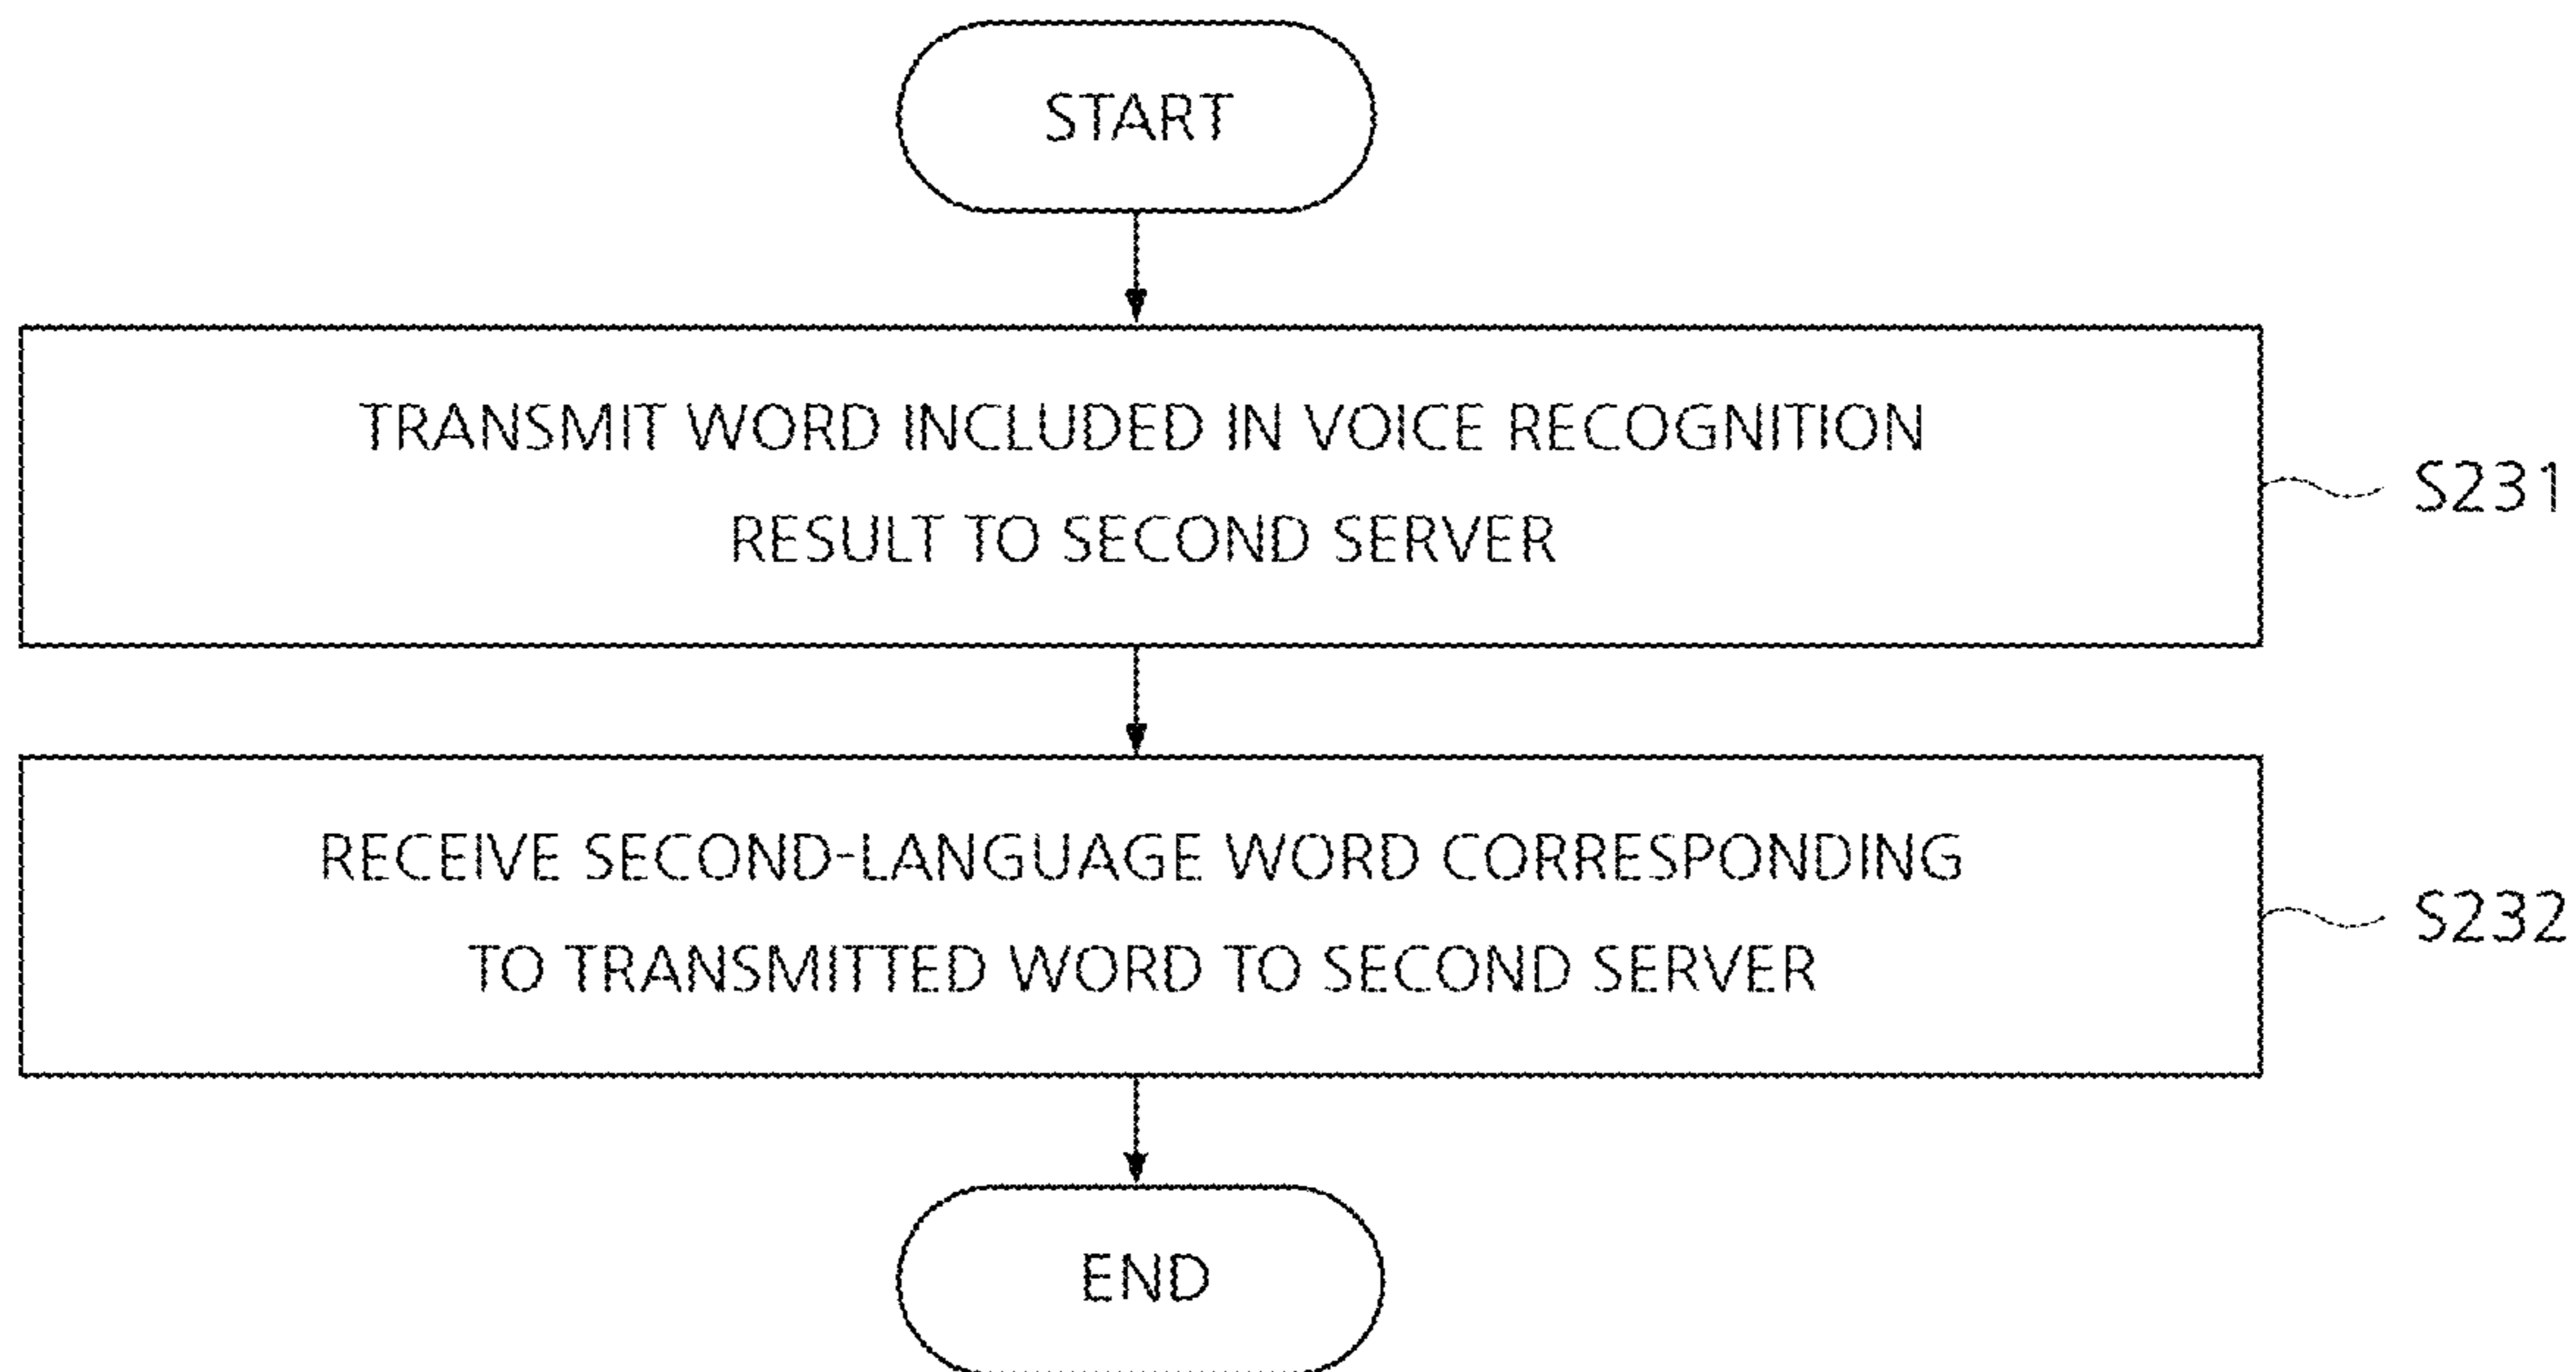 START
TRANSMIT WORD INCLUDED IN VOICE RECOGNITION
RESULT TO SECOND SERVER
S231
RECEIVE SECOND-LANGUAGE WORD CORRESPONDING
TO TRANSMITTED WORD TO SECOND SERVER
S232
END